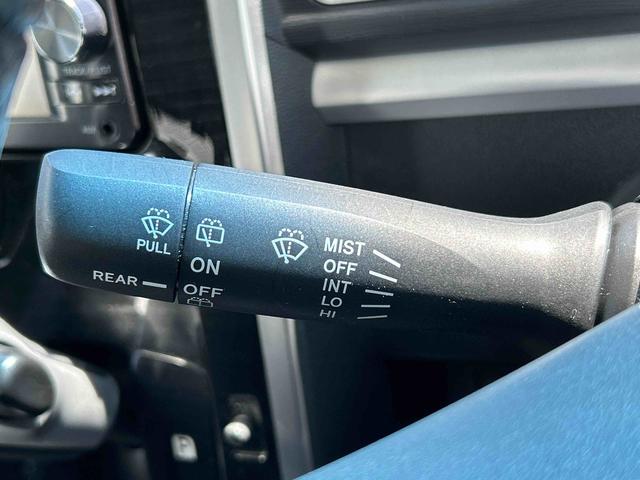 PULL
REAR
ON
OFF
MIST
OFF
INT
LO
HI